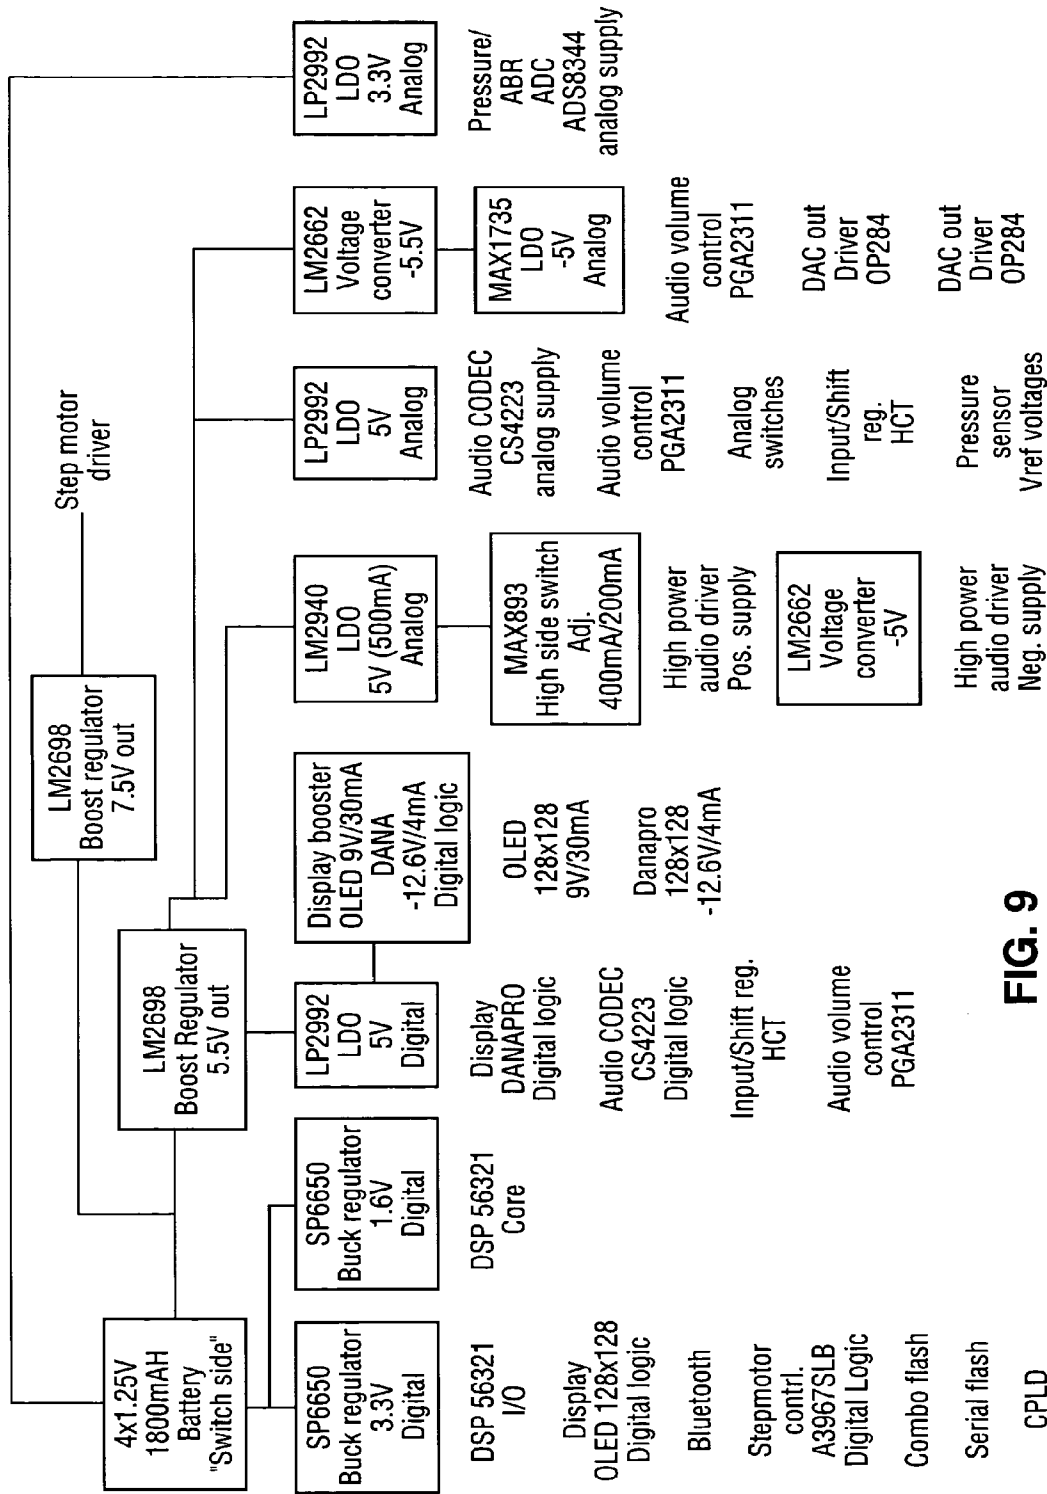 4x1.25V
1800mAH
Battery
"Switch side"
LM2698
Boost Regulator
5.5V out
LM2698
Boost regulator
7.5V out
Step motor
driver
SP6650
Buck regulator
3.3V
Digital
DSP 56321
I/O
Display
OLED 128x128
Digital logic
Bluetooth
Stepmotor
contrl.
A3967SLB
Digital Logic
Combo flash
Serial flash
CPLD
SP6650
Buck regulator
1.6V
Digital
DSP 56321
Core
LP2992
LDO
5V
Digital
Display
DANAPRO
Digital logic
Audio CODEC
CS4223
Digital logic
Input/Shift reg.
HCT
Audio volume
control
PGA2311
Display booster
OLED 9V/30mA
DANA
-12.6V/4mA
Digital logic
OLED
128x128
9V/30mA
Danapro
128x128
-12.6V/4mA
LM2940
LDO
5V (500mA)
Analog
MAX893
High side switch
Adj.
400mA/200mA
High power
audio driver
Pos. supply
LM2662
Voltage
converter
-5V
High power
audio driver
Neg. supply
LP2992
LDO
5V
Analog
Audio CODEC
CS4223
analog supply
Audio volume
control
PGA2311
Analog
switches
Input/Shift
reg.
HCT
Pressure
sensor
Vref voltages
LM2662
Voltage
converter
-5.5V
MAX1735
LDO
-5V
Analog
Audio volume
control
PGA2311
DAC out
Driver
OP284
DAC out
Driver
OP284
LP2992
LDO
3.3V
Analog
Pressure/
ABR
ADC
ADS8344
analog supply
FIG. 9